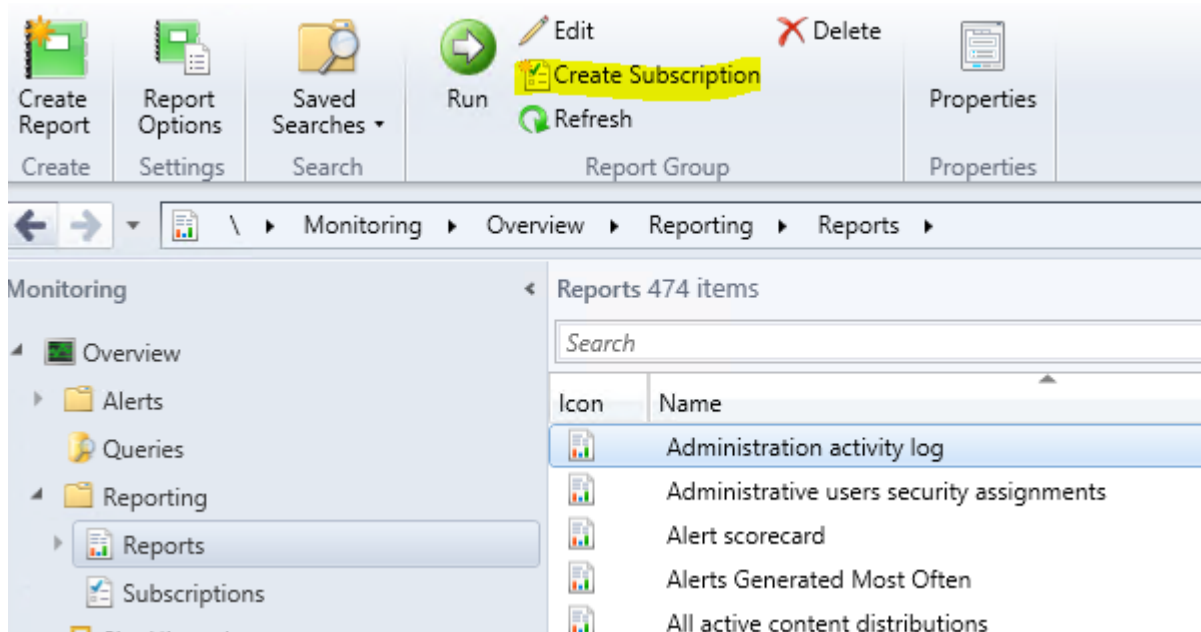 Create Report
Report Options
Saved Searches
Run
Edit
Create Subscription
Refresh
Delete
Properties
Create
Settings
Search
Report Group
Properties
\ Monitoring Overview Reporting Reports
Monitoring
Overview
Alerts
Queries
Reporting
Reports
Subscriptions
Reports 474 items
Search
Icon Name
Administration activity log
Administrative users security assignments
Alert scorecard
Alerts Generated Most Often
All active content distributions